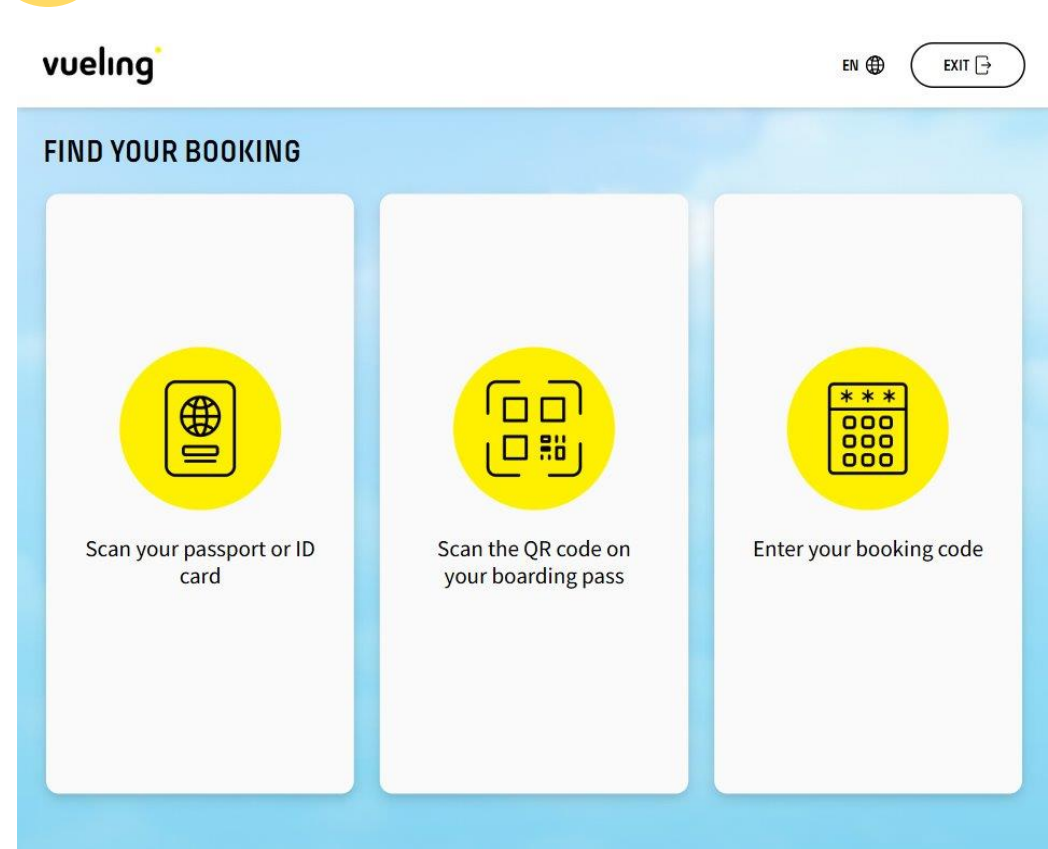 vueling
EN
EXIT
FIND YOUR BOOKING
Scan your passport or ID
card
Scan the QR code on
your boarding pass
* * *
Enter your booking code